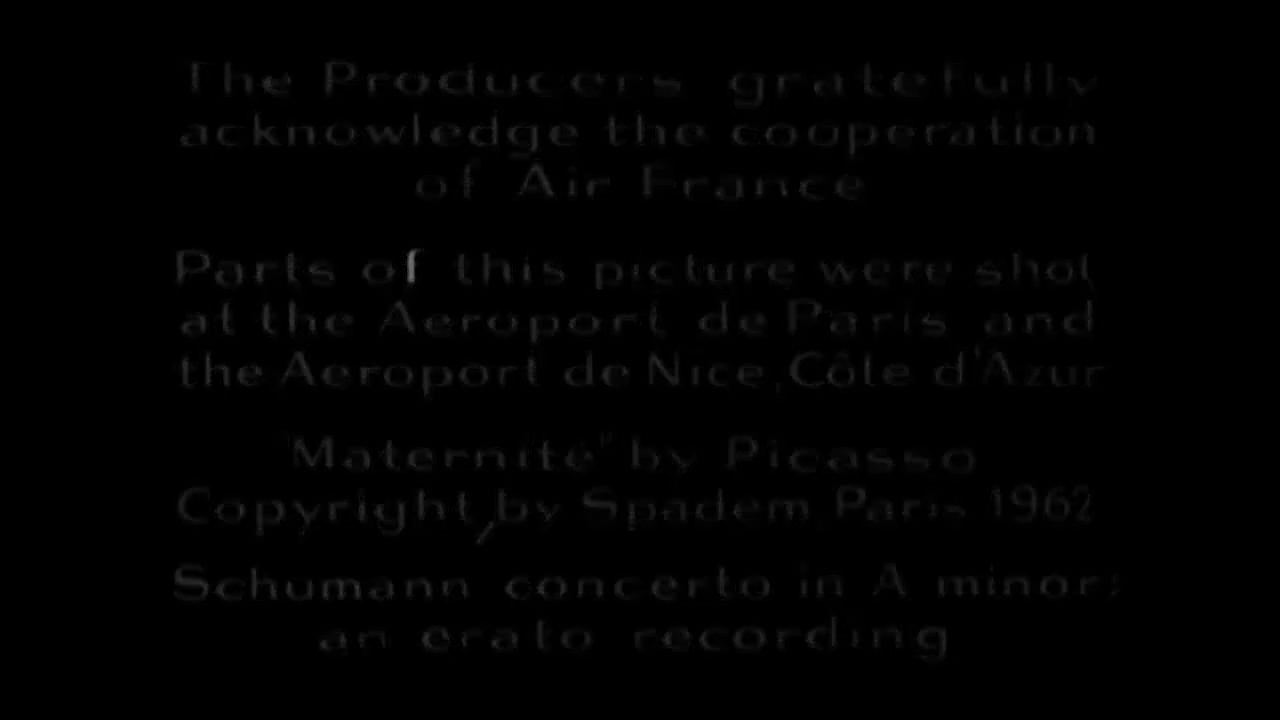 The Producers gratefully
acknowledge the cooperation
of Air France
Parts of this picture were shot
at the Aeroport de Paris and
the Aeroport de Nice, Côte d'Azur
"Maternité" by Picasso
Copyright by Spadem Paris 1962
Schumann concerto in A minor:
an erato recording